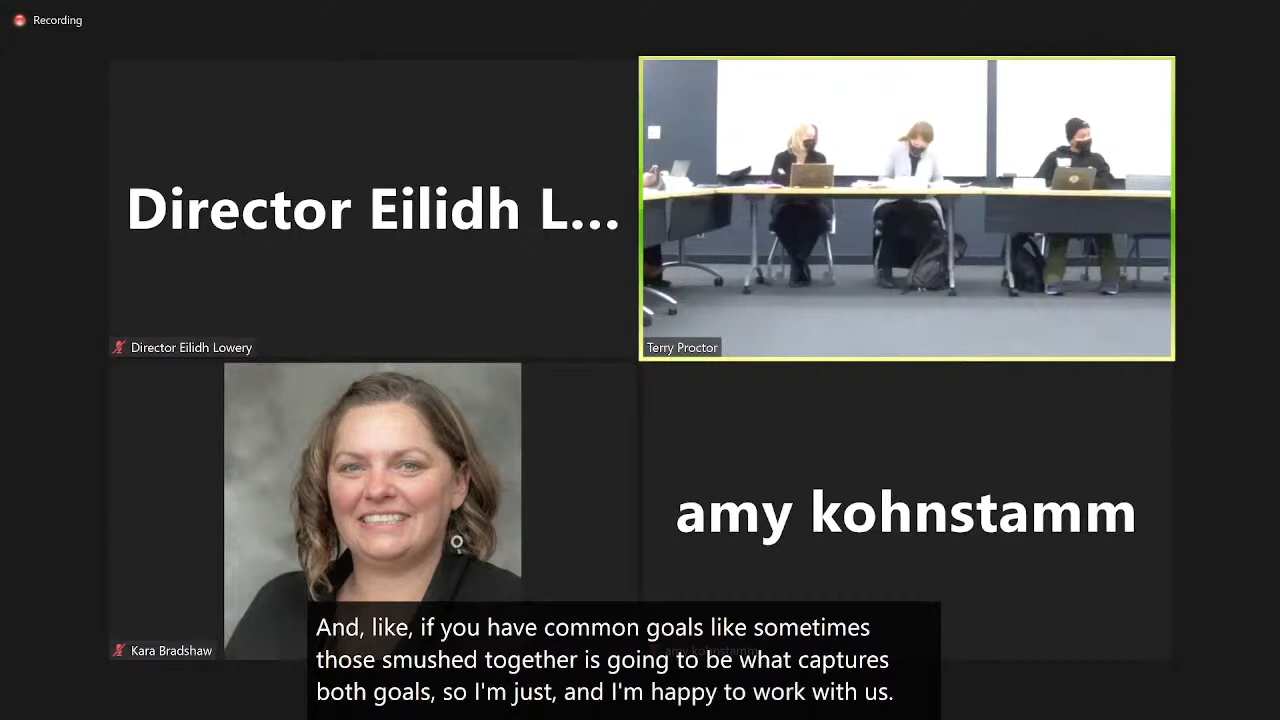 Recording
Director Eilidh L...
Director Eilidh Lowery
Terry Proctor
amy kohnstamm
Kara Bradshaw
amy kohnstamm
And, like, if you have common goals like sometimes
those smushed together is going to be what captures
both goals, so I'm just, and I'm happy to work with us.